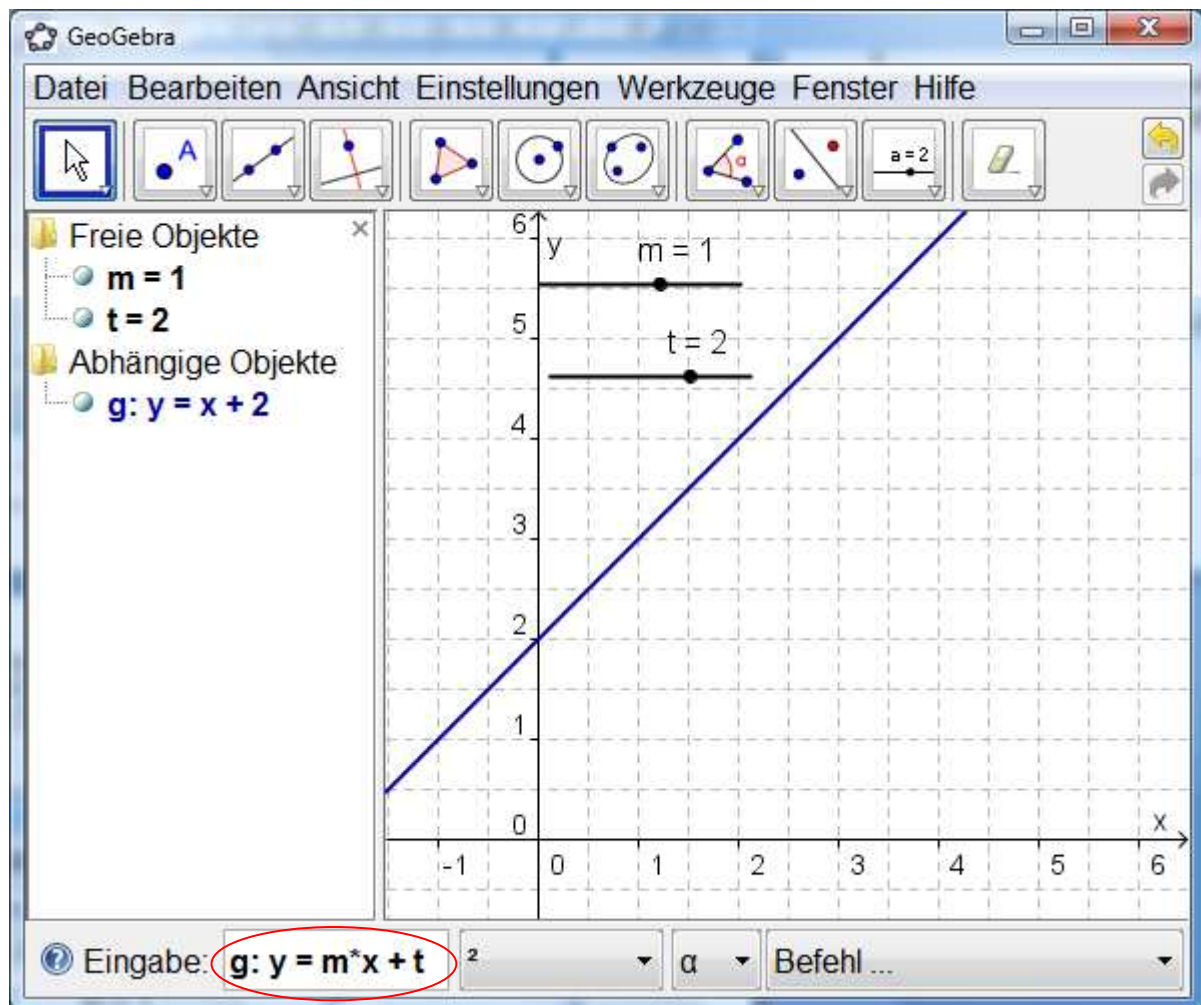 GeoGebra
Datei Bearbeiten Ansicht Einstellungen Werkzeuge Fenster Hilfe
A
α
a = 2
Freie Objekte
m = 1
t = 2
Abhängige Objekte
g: y = x + 2
6
y
m = 1
5
t = 2
4
3
2
1
0
x
-1 0 1 2 3 4 5 6
Eingabe: g: y = m*x + t ² α Befehl ...